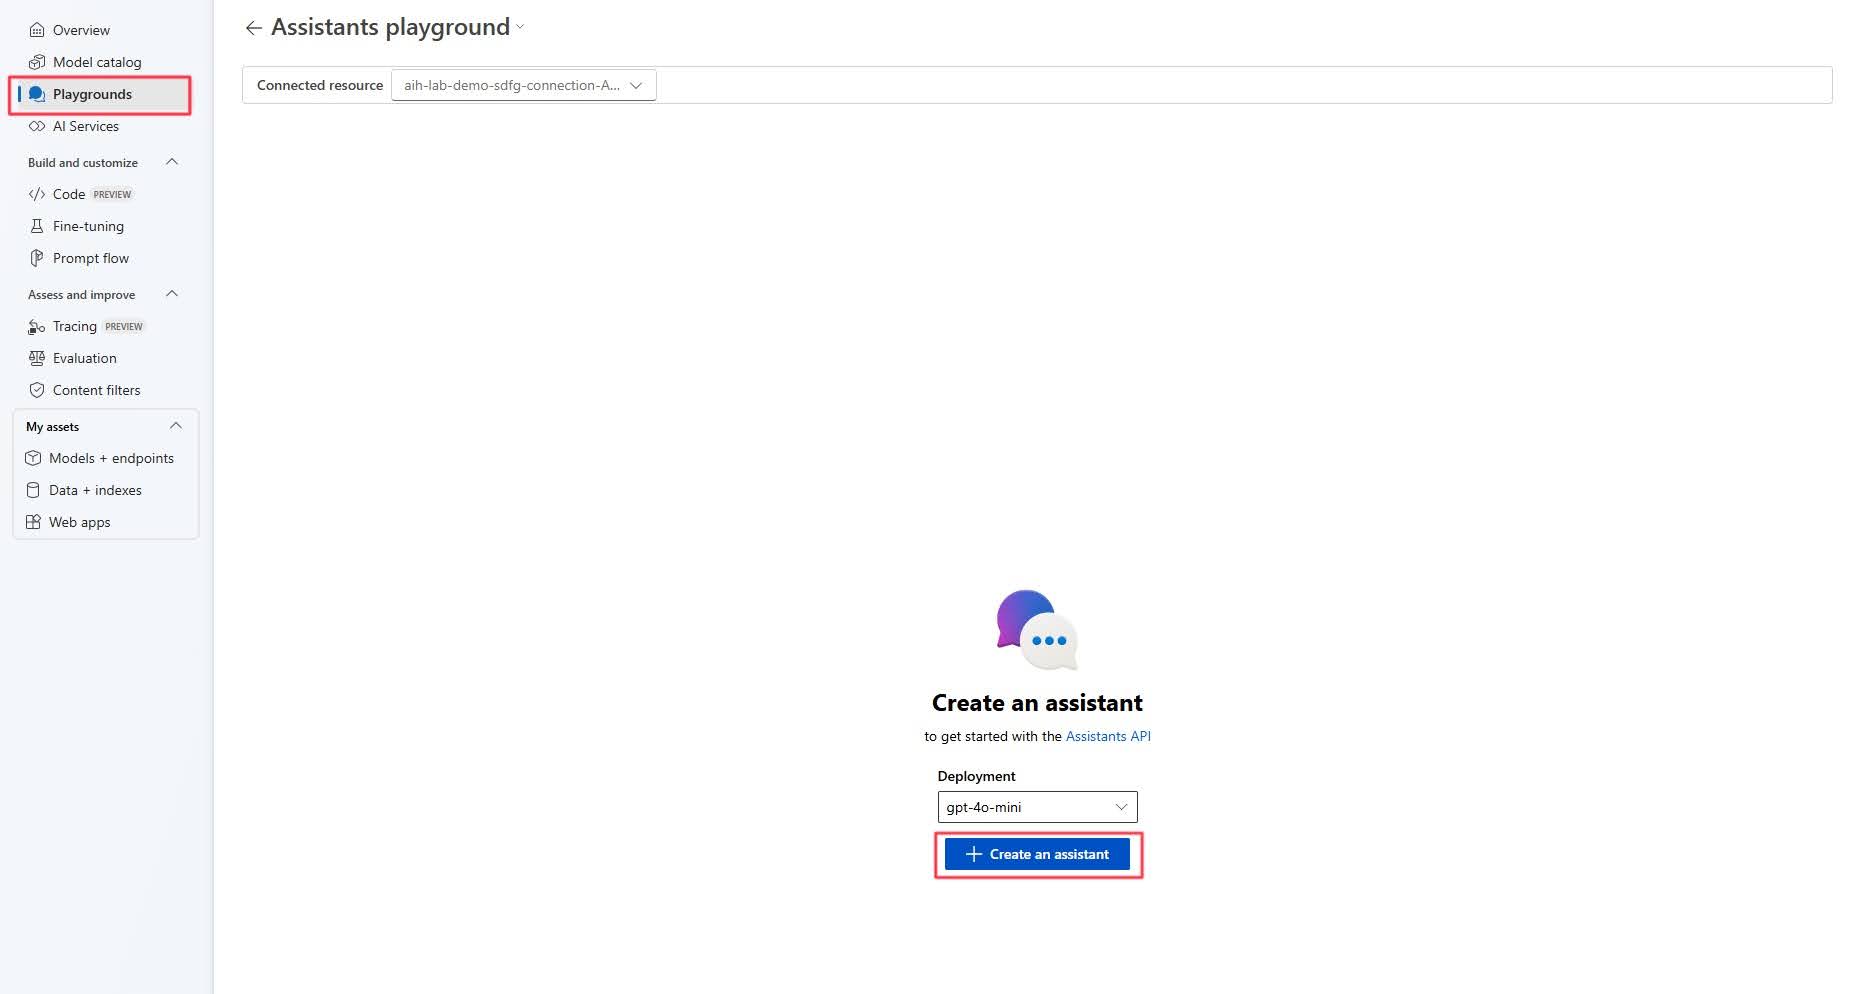 Overview
Model catalog
Playgrounds
AI Services
Build and customize
Code PREVIEW
Fine-tuning
Prompt flow
Assess and improve
Tracing PREVIEW
Evaluation
Content filters
My assets
Models + endpoints
Data + indexes
Web apps
Assistants playground
Connected resource aih-lab-demo-sdfg-connection-A...
Create an assistant
to get started with the Assistants API
Deployment
gpt-4o-mini
Create an assistant